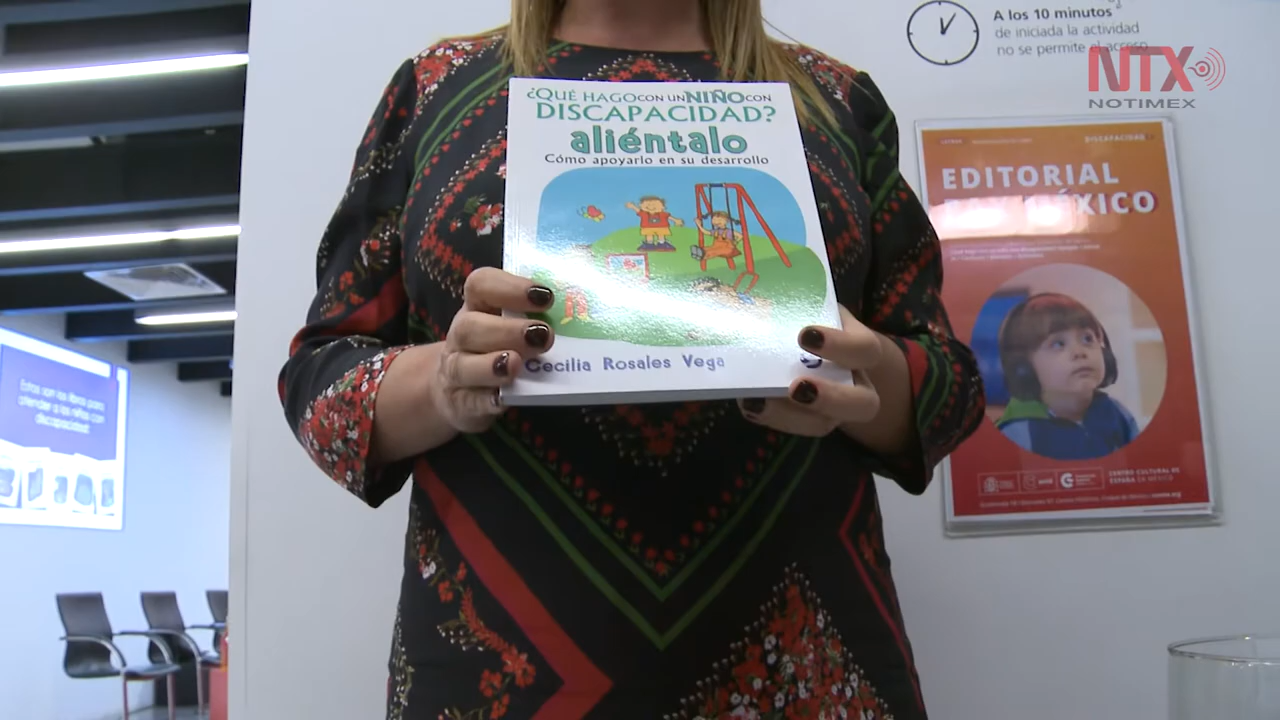 A los 10 minutos
de iniciada la actividad
no se permite el acceso
NTX
NOTIMEX
¿QUÉ HAGO CON UN NIÑO CON
DISCAPACIDAD?
aliéntalo
Cómo apoyarlo en su desarrollo
Cecilia Rosales Vega
DISCAPACIDAD
EDITORIAL
MÉXICO
CENTRO CULTURAL DE
ESPAÑA EN MÉXICO
Estos son los libros para
atender a los niños con
discapacidad: